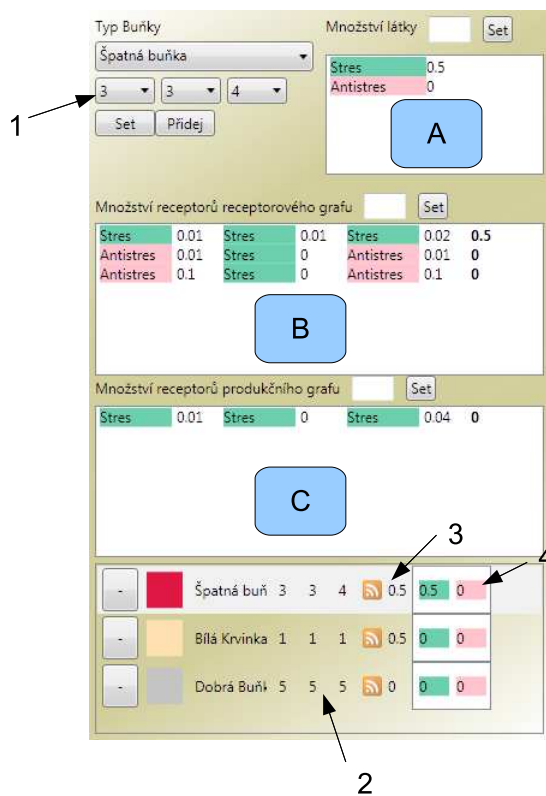 Typ Buňky
Množství látky Set
Špatná buňka
3 3 4
Set Přidej
Stres 0.5
Antistres 0
1
A
Množství receptorů receptorového grafu Set
Stres 0.01 Stres 0.01 Stres 0.02 0.5
Antistres 0.01 Stres 0 Antistres 0.01 0
Antistres 0.1 Stres 0 Antistres 0.1 0
B
Množství receptorů produkčního grafu Set
Stres 0.01 Stres 0 Stres 0.04 0
C
3
4
- Špatná buň 3 3 4 0.5 0.5 0
- Bílá Krvinka 1 1 1 0.5 0 0
- Dobrá Buňk 5 5 5 0 0 0
2